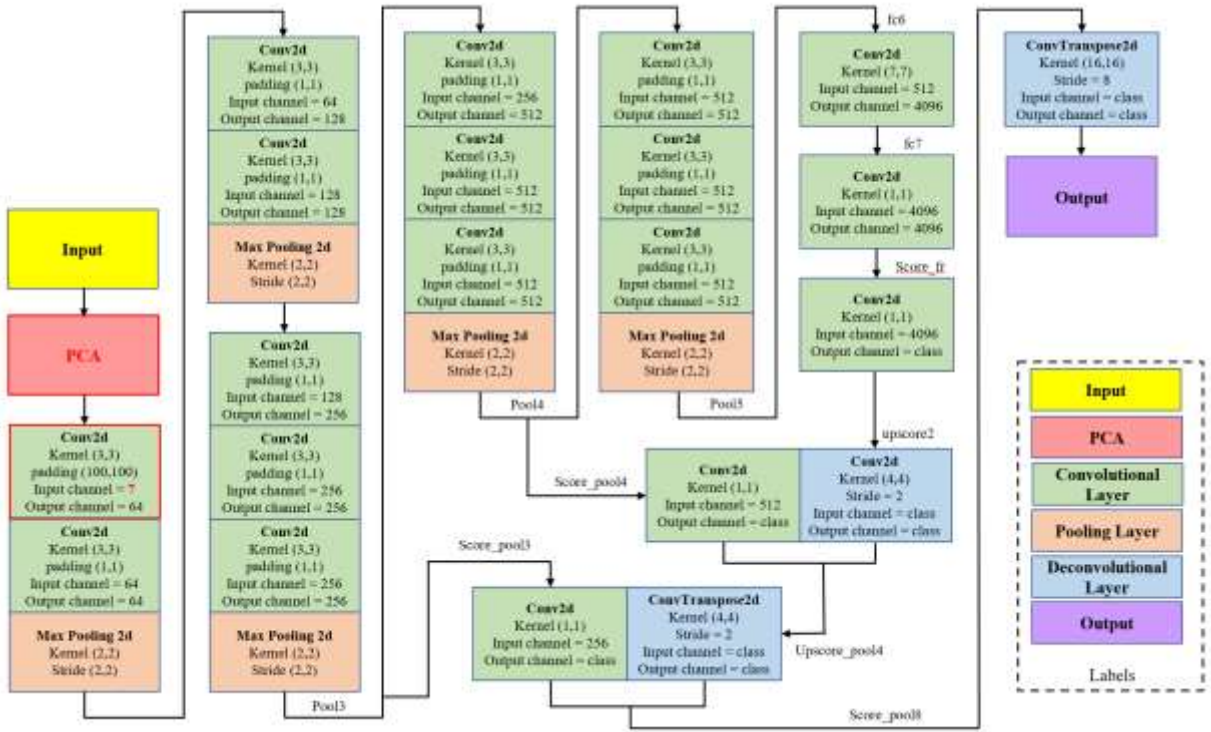 Input
PCA
Conv2d
Kernel (3,3)
padding (100,100)
Input channel = 7
Output channel = 64
Conv2d
Kernel (3,3)
padding (1,1)
Input channel = 64
Output channel = 64
Max Pooling 2d
Kernel (2,2)
Stride (2,2)
Conv2d
Kernel (3,3)
padding (1,1)
Input channel = 64
Output channel = 128
Conv2d
Kernel (3,3)
padding (1,1)
Input channel = 128
Output channel = 128
Max Pooling 2d
Kernel (2,2)
Stride (2,2)
Conv2d
Kernel (3,3)
padding (1,1)
Input channel = 128
Output channel = 256
Conv2d
Kernel (3,3)
padding (1,1)
Input channel = 256
Output channel = 256
Conv2d
Kernel (3,3)
padding (1,1)
Input channel = 256
Output channel = 256
Max Pooling 2d
Kernel (2,2)
Stride (2,2)
Pool3
Conv2d
Kernel (3,3)
padding (1,1)
Input channel = 256
Output channel = 512
Conv2d
Kernel (3,3)
padding (1,1)
Input channel = 512
Output channel = 512
Conv2d
Kernel (3,3)
padding (1,1)
Input channel = 512
Output channel = 512
Max Pooling 2d
Kernel (2,2)
Stride (2,2)
Pool4
Conv2d
Kernel (3,3)
padding (1,1)
Input channel = 512
Output channel = 512
Conv2d
Kernel (3,3)
padding (1,1)
Input channel = 512
Output channel = 512
Conv2d
Kernel (3,3)
padding (1,1)
Input channel = 512
Output channel = 512
Max Pooling 2d
Kernel (2,2)
Stride (2,2)
Pool5
fc6
Conv2d
Kernel (7,7)
Input channel = 512
Output channel = 4096
fc7
Conv2d
Kernel (1,1)
Input channel = 4096
Output channel = 4096
Score_fr
Conv2d
Kernel (1,1)
Input channel = 4096
Output channel = class
upscore2
Score_pool4
Conv2d
Kernel (1,1)
Input channel = 512
Output channel = class
Conv2d
Kernel (4,4)
Stride = 2
Input channel = class
Output channel = class
Score_pool3
Conv2d
Kernel (1,1)
Input channel = 256
Output channel = class
ConvTranspose2d
Kernel (4,4)
Stride = 2
Input channel = class
Output channel = class
Upscore_pool4
Score_pool8
ConvTranspose2d
Kernel (16,16)
Stride = 8
Input channel = class
Output channel = class
Output
Input
PCA
Convolutional
Layer
Pooling Layer
Deconvolutional
Layer
Output
Labels